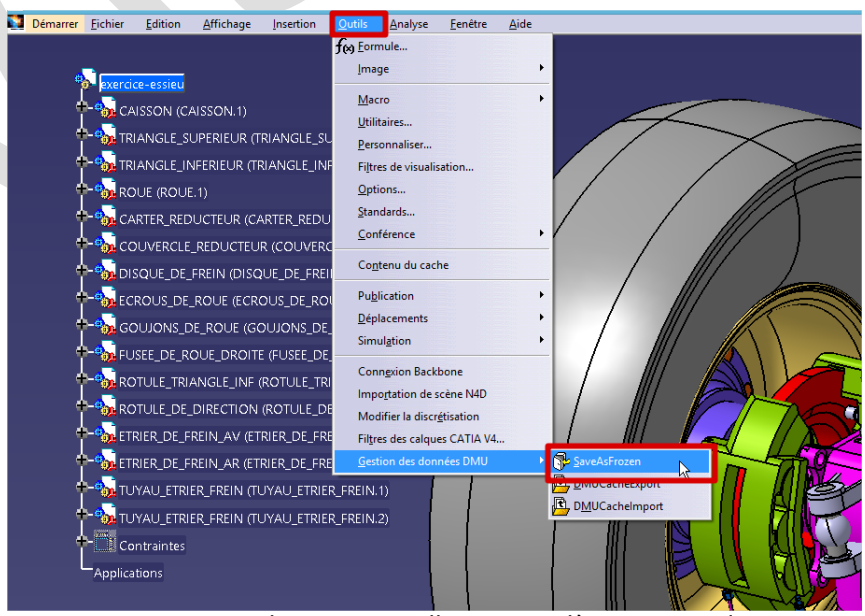 Démarrer Fichier Edition Affichage Insertion Outils Analyse Fenêtre Aide
exercice-essieu
CAISSON (CAISSON.1)
TRIANGLE_SUPERIEUR (TRIANGLE_SU
TRIANGLE_INFERIEUR (TRIANGLE_INF
ROUE (ROUE.1)
CARTER_REDUCTEUR (CARTER_REDU
COUVERCLE_REDUCTEUR (COUVERC
DISQUE_DE_FREIN (DISQUE_DE_FREI
ECROUS_DE_ROUE (ECROUS_DE_ROU
GOUJONS_DE_ROUE (GOUJONS_DE_
FUSEE_DE_ROUE_DROITE (FUSEE_DE_
ROTULE_TRIANGLE_INF (ROTULE_TRI
ROTULE_DE_DIRECTION (ROTULE_DE
ETRIER_DE_FREIN_AV (ETRIER_DE_FRE
ETRIER_DE_FREIN_AR (ETRIER_DE_FRE
TUYAU_ETRIER_FREIN (TUYAU_ETRIER_FREIN.1)
TUYAU_ETRIER_FREIN (TUYAU_ETRIER_FREIN.2)
Contraintes
Applications
f(x) Formule...
Image
Macro
Utilitaires...
Personnaliser...
Filtres de visualisation...
Options...
Standards...
Conférence
Contenu du cache
Publication
Déplacements
Simulation
Connexion Backbone
Importation de scène N4D
Modifier la discrétisation
Filtres des calques CATIA V4...
Gestion des données DMU
SaveAsFrozen
DMUCacheExport
DMUCacheImport